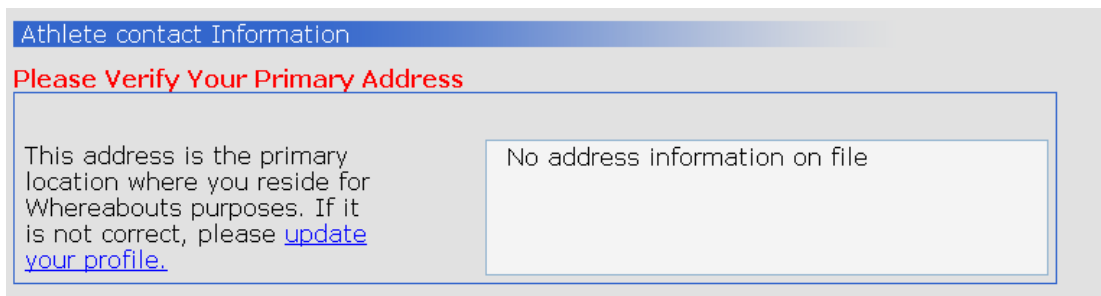 Athlete contact Information
Please Verify Your Primary Address
This address is the primary
location where you reside for
Whereabouts purposes. If it
is not correct, please update
your profile.
No address information on file